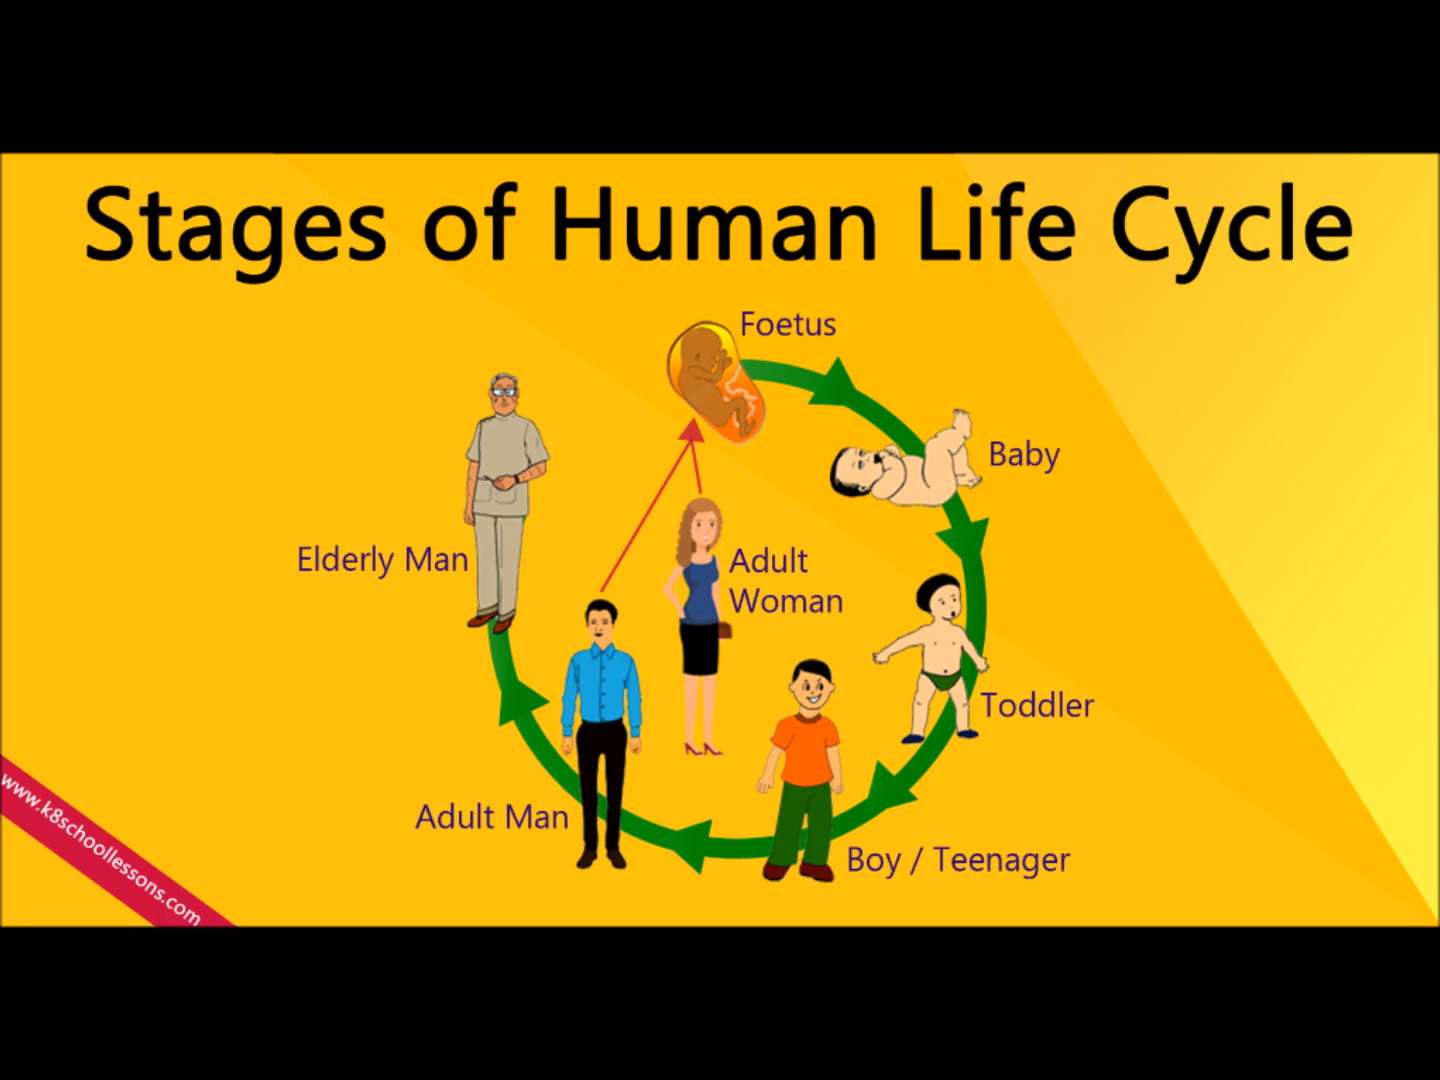 Stages of Human Life Cycle
Foetus
Baby
Elderly Man
Adult
Woman
Toddler
Adult Man
Boy / Teenager
www.k8schoollessons.com